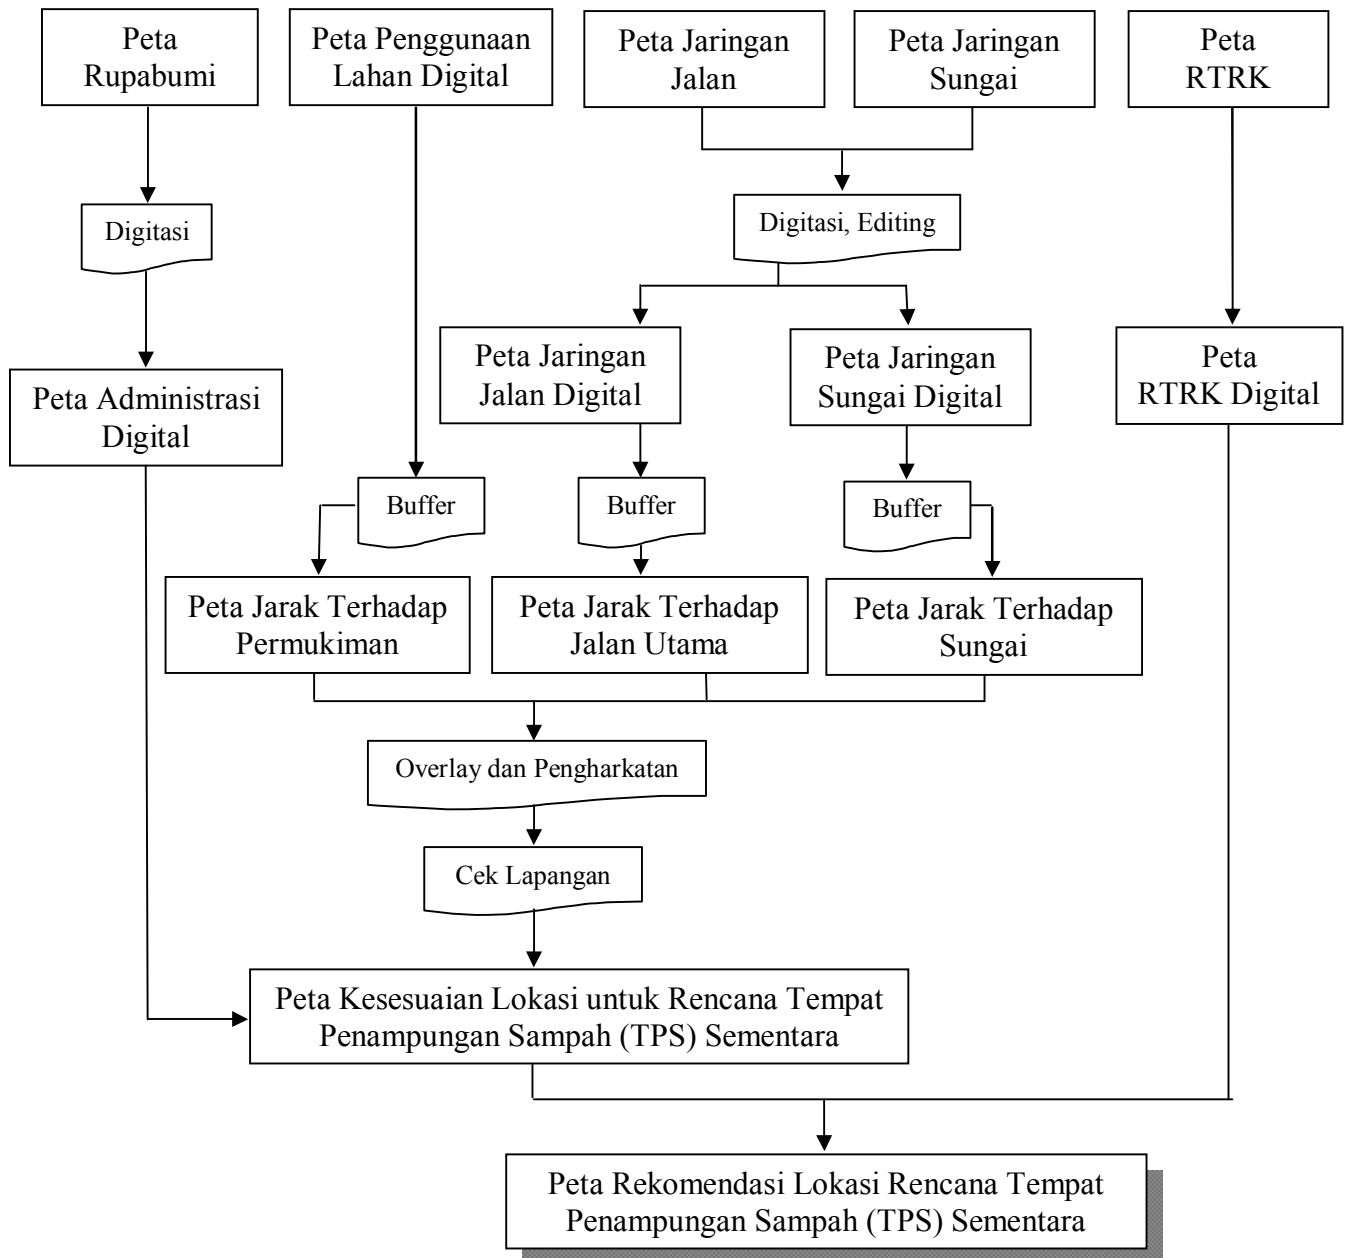 Peta
Rupabumi
Peta Penggunaan
Lahan Digital
Peta Jaringan
Jalan
Peta Jaringan
Sungai
Peta
RTRK
Digitasi
Digitasi, Editing
Peta Administrasi
Digital
Peta Jaringan
Jalan Digital
Peta Jaringan
Sungai Digital
Peta
RTRK Digital
Buffer
Buffer
Buffer
Peta Jarak Terhadap
Permukiman
Peta Jarak Terhadap
Jalan Utama
Peta Jarak Terhadap
Sungai
Overlay dan Pengharkatan
Cek Lapangan
Peta Kesesuaian Lokasi untuk Rencana Tempat
Penampungan Sampah (TPS) Sementara
Peta Rekomendasi Lokasi Rencana Tempat
Penampungan Sampah (TPS) Sementara